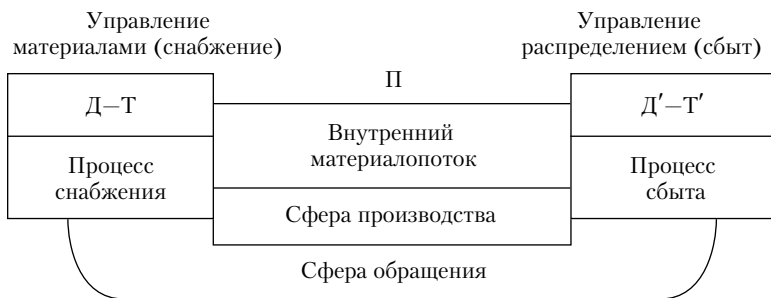 Управление
материалами (снабжение)
Управление
распределением (сбыт)
Д—Т
П
Д′—Т′
Внутренний
материалопоток
Процесс
снабжения
Процесс
сбыта
Сфера производства
Сфера обращения